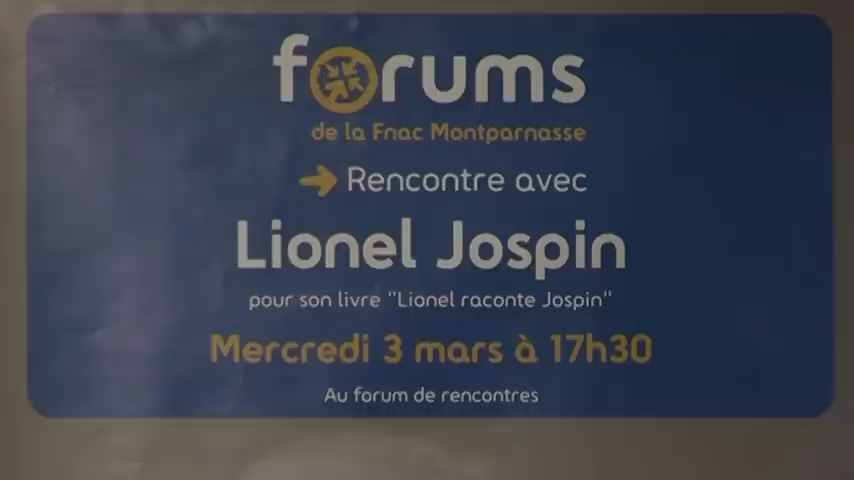 forums
de la Fnac Montparnasse
Rencontre avec
Lionel Jospin
pour son livre "Lionel raconte Jospin"
Mercredi 3 mars à 17h30
Au forum de rencontres